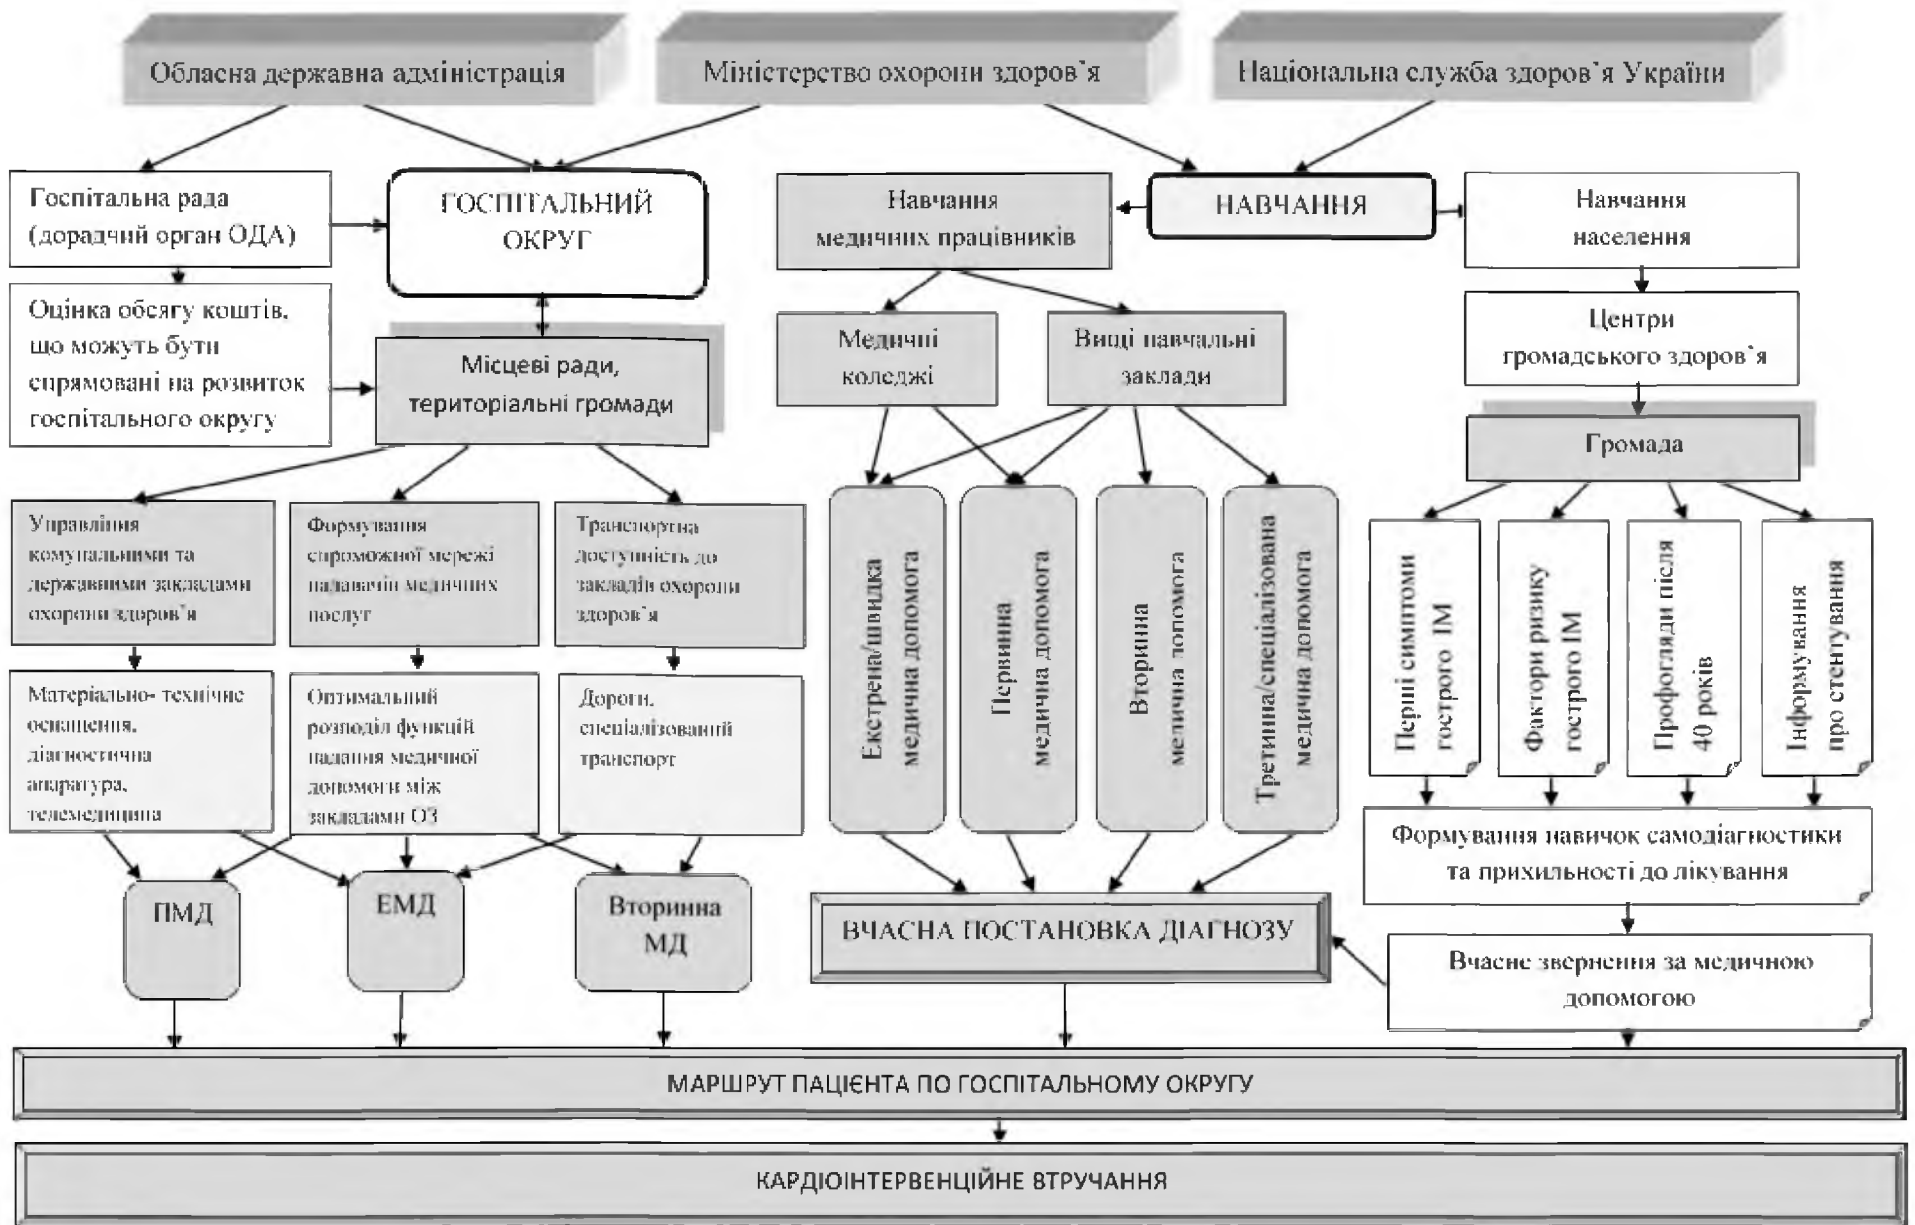 Обласна державна адміністрація
Міністерство охорони здоров`я
Національна служба здоров`я України
Госпітальна рада
(дорадчий орган ОДА)
ГОСПІТАЛЬНИЙ
ОКРУГ
Навчання
медичних працівників
НАВЧАННЯ
Навчання
населення
Оцінка обсягу коштів,
що можуть бути
спрямовані на розвиток
госпітального округу
Місцеві ради,
територіальні громади
Медичні
коледжі
Вищі навчальні
заклади
Центри
громадського здоров`я
Громада
Управління
комунальними та
державними закладами
охорони здоров`я
Формування
спроможної мережі
надавачів медичних
послуг
Транспортна
доступність до
закладів охорони
здоров`я
Екстрена/швидка
медична допомога
Первинна
медична допомога
Вторинна
медична допомога
Третинна/спеціалізована
медична допомога
Перші симптоми
гострого ІМ
Фактори ризику
гострого ІМ
Профогляди після
40 років
Інформування
про стентування
Матеріально- технічне
оснащення,
діагностична
апаратура,
телемедицина
Оптимальний
розподіл функцій
надання медичної
допомоги між
закладами ОЗ
Дороги,
спеціалізований
транспорт
Формування навичок самодіагностики
та прихильності до лікування
ПМД
ЕМД
Вторинна
МД
ВЧАСНА ПОСТАНОВКА ДІАГНОЗУ
Вчасне звернення за медичною
допомогою
МАРШРУТ ПАЦІЄНТА ПО ГОСПІТАЛЬНОМУ ОКРУГУ
КАРДІОІНТЕРВЕНЦІЙНЕ ВТРУЧАННЯ